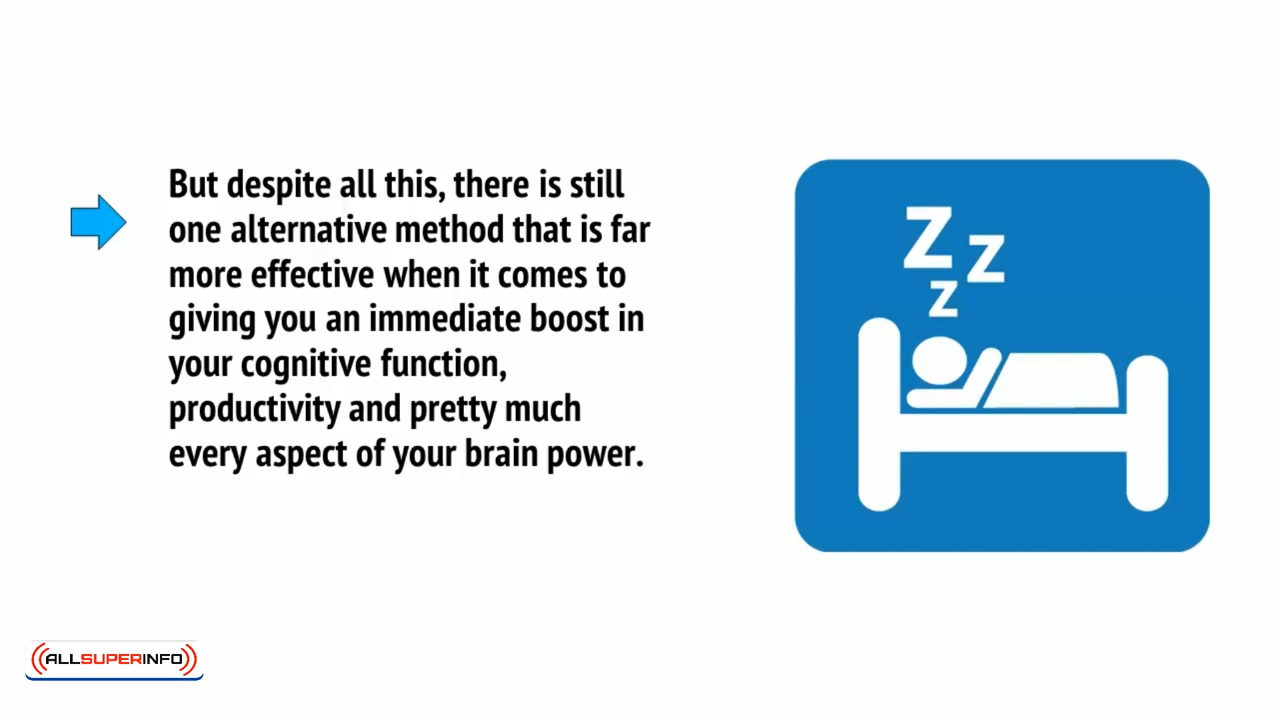 But despite all this, there is still
one alternative method that is far
more effective when it comes to
giving you an immediate boost in
your cognitive function,
productivity and pretty much
every aspect of your brain power.
Z Z
z
ALLSUPERINFO